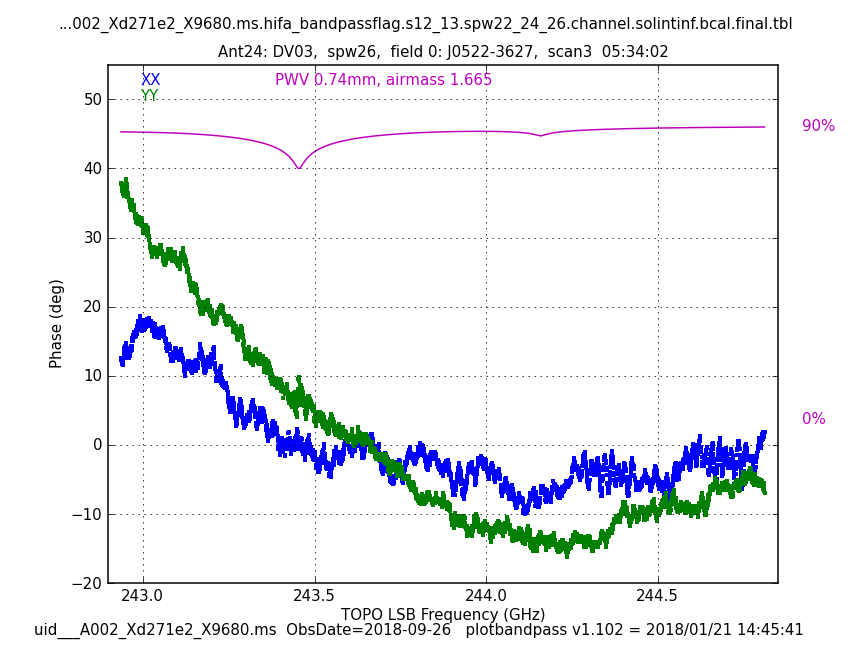 ...002_Xd271e2_X9680.ms.hifa_bandpassflag.s12_13.spw22_24_26.channel.solintinf.bcal.final.tbl
Ant24: DV03,  spw26,  field 0: J0522-3627,  scan3  05:34:02
XX
YY
PWV 0.74mm, airmass 1.665
90%
0%
50
40
30
20
10
0
−10
−20
Phase (deg)
243.0
243.5
244.0
244.5
TOPO LSB Frequency (GHz)
uid___A002_Xd271e2_X9680.ms  ObsDate=2018-09-26   plotbandpass v1.102 = 2018/01/21 14:45:41